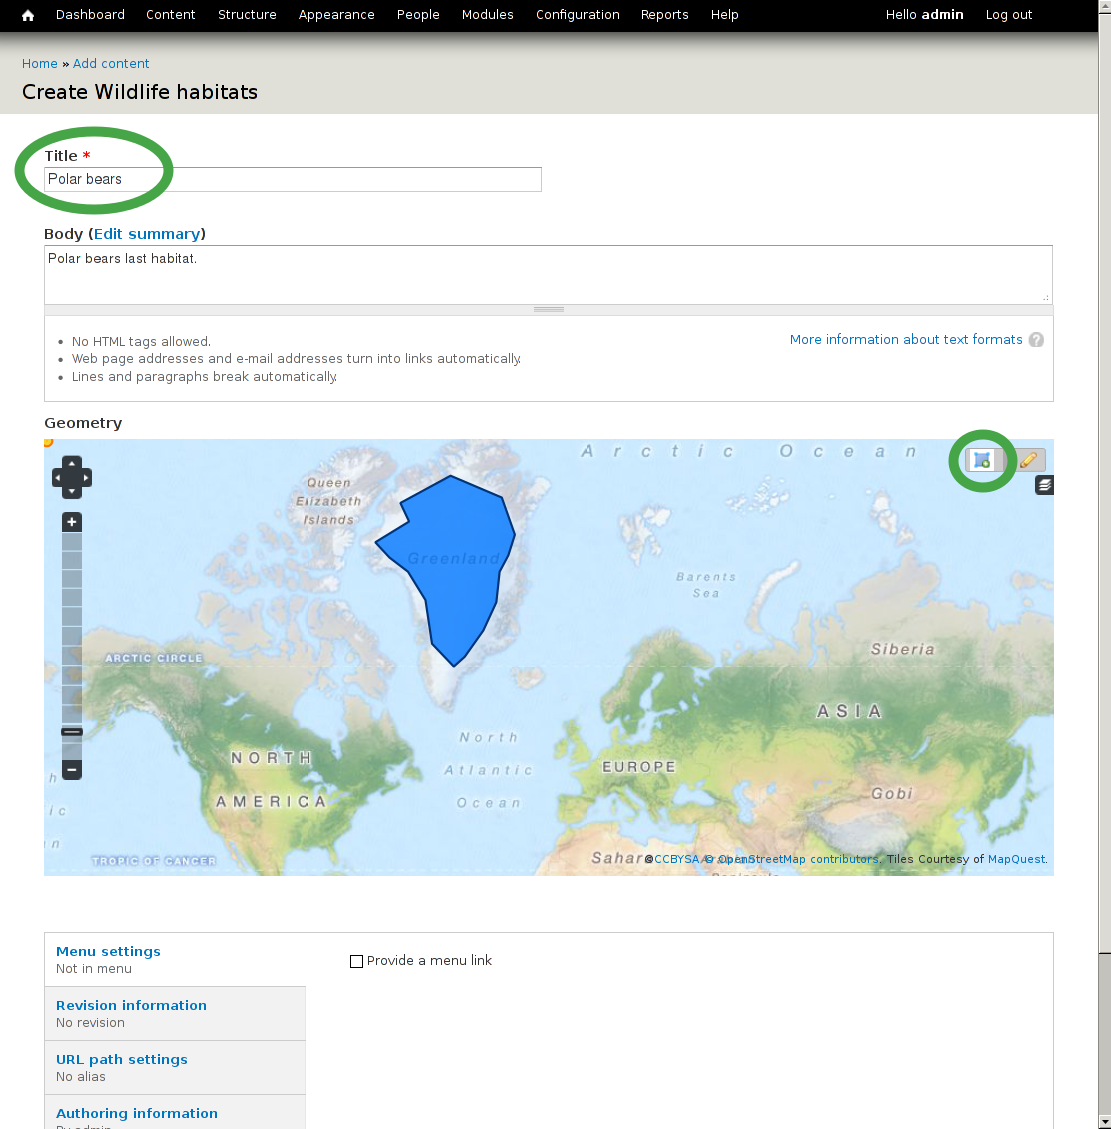 Dashboard Content Structure Appearance People Modules Configuration Reports Help Hello admin Log out
Home » Add content
Create Wildlife habitats
Title *
Polar bears
Body (Edit summary)
Polar bears last habitat.
No HTML tags allowed.
More information about text formats ?
Web page addresses and e-mail addresses turn into links automatically.
Lines and paragraphs break automatically.
Geometry
Arctic Ocean
Queen
Elizabeth
Islands
Greenland
Barents
Sea
Siberia
ARCTIC CIRCLE
ASIA
North
Atlantic
Ocean
NORTH
AMERICA
EUROPE
Gobi
TROPIC OF CANCER
Sahar
©CCBYSA © OpenStreetMap contributors. Tiles Courtesy of MapQuest.
Menu settings
Not in menu
Provide a menu link
Revision information
No revision
URL path settings
No alias
Authoring information